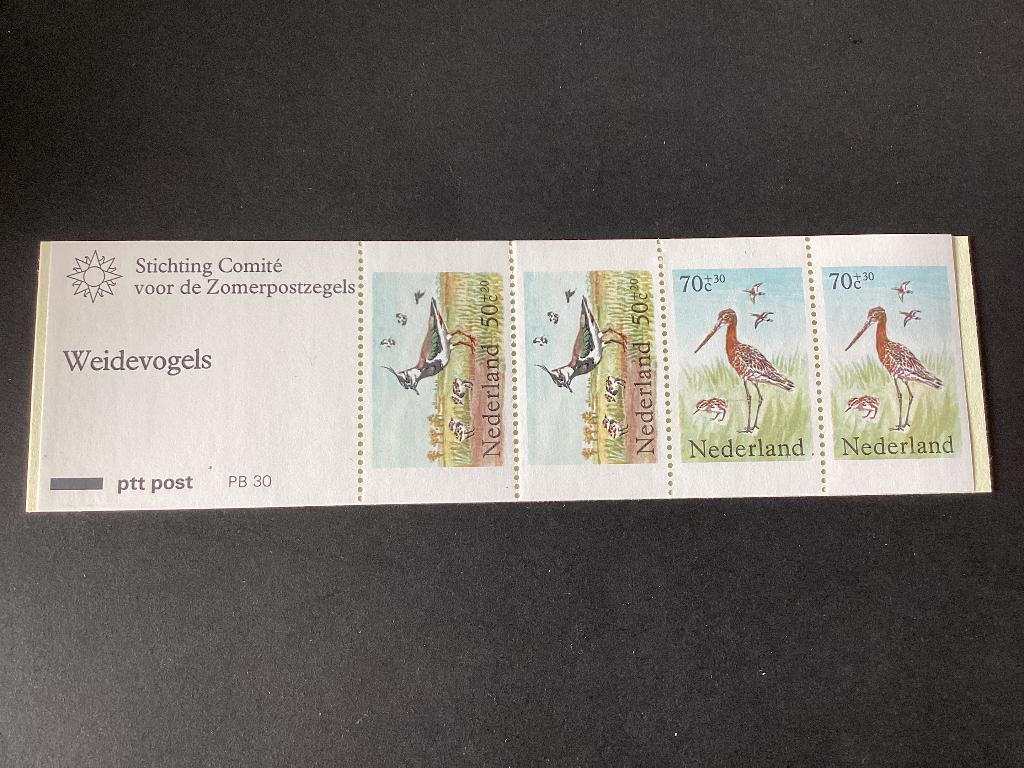 Stichting Comité
voor de Zomerpostzegels
Weidevogels
ptt post PB 30
Nederland 50c+20
Nederland 50c+20
70c+30
Nederland
70c+30
Nederland